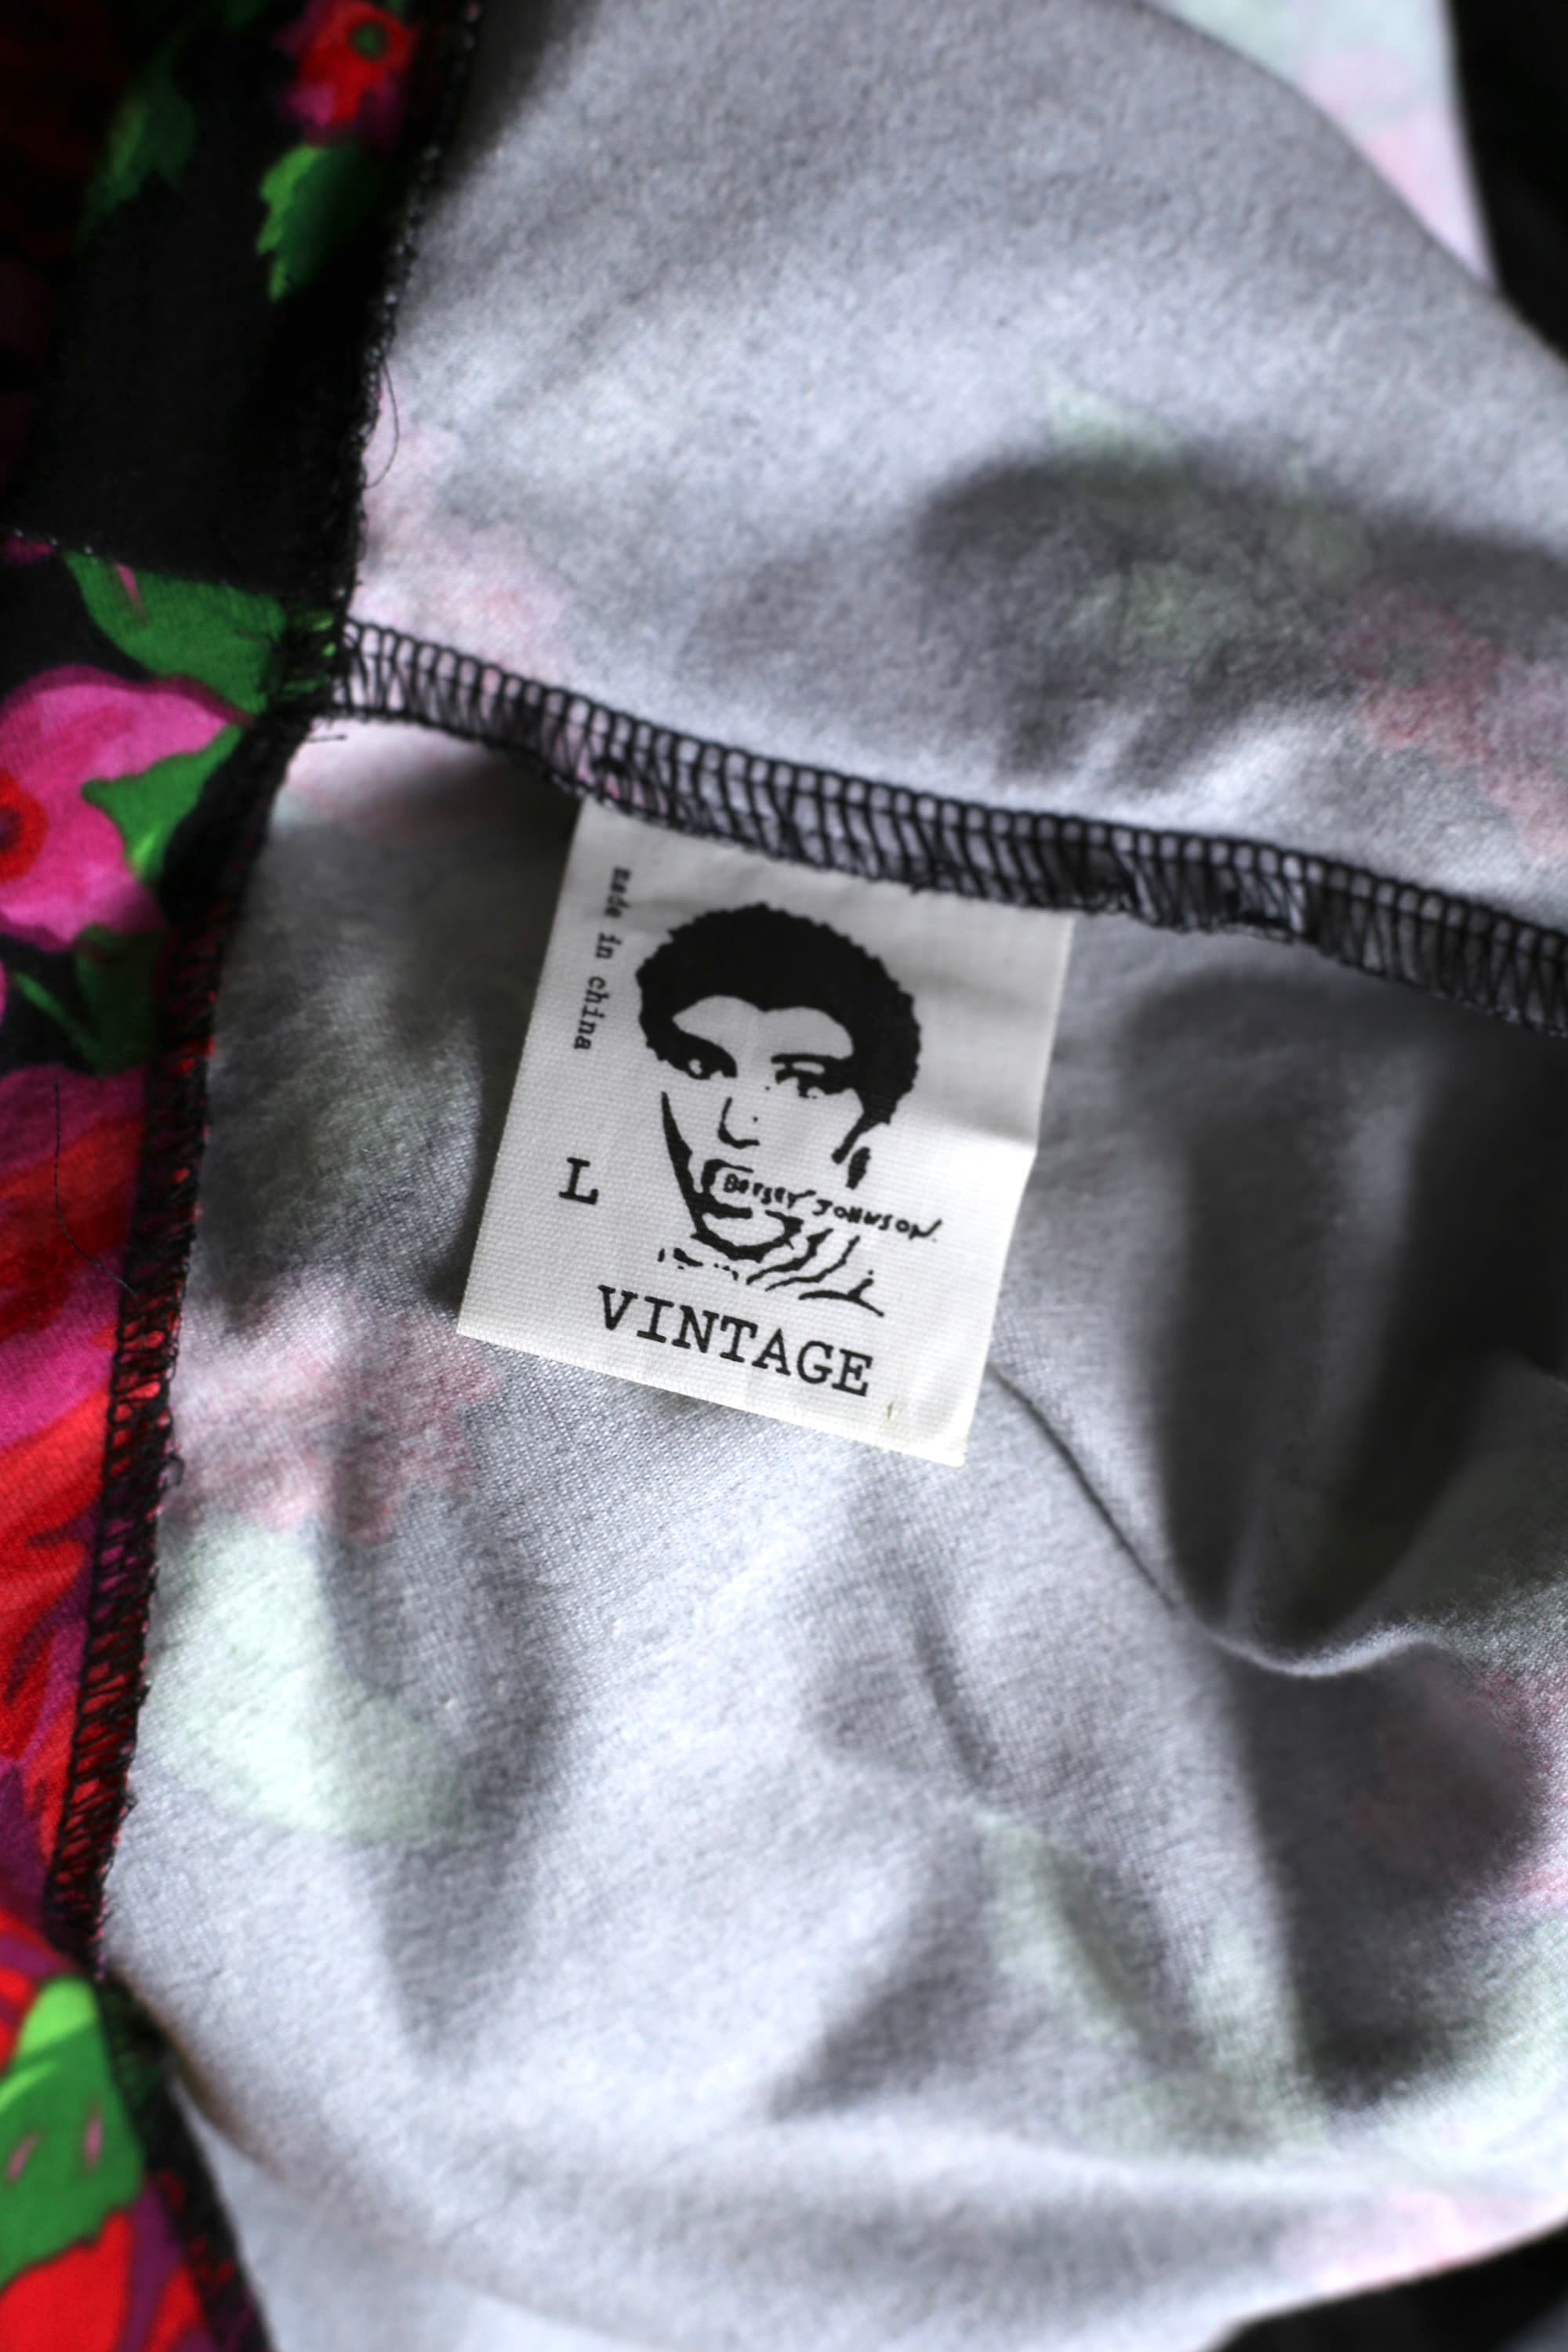 made in china
L
Betsey JOHNSON.
VINTAGE